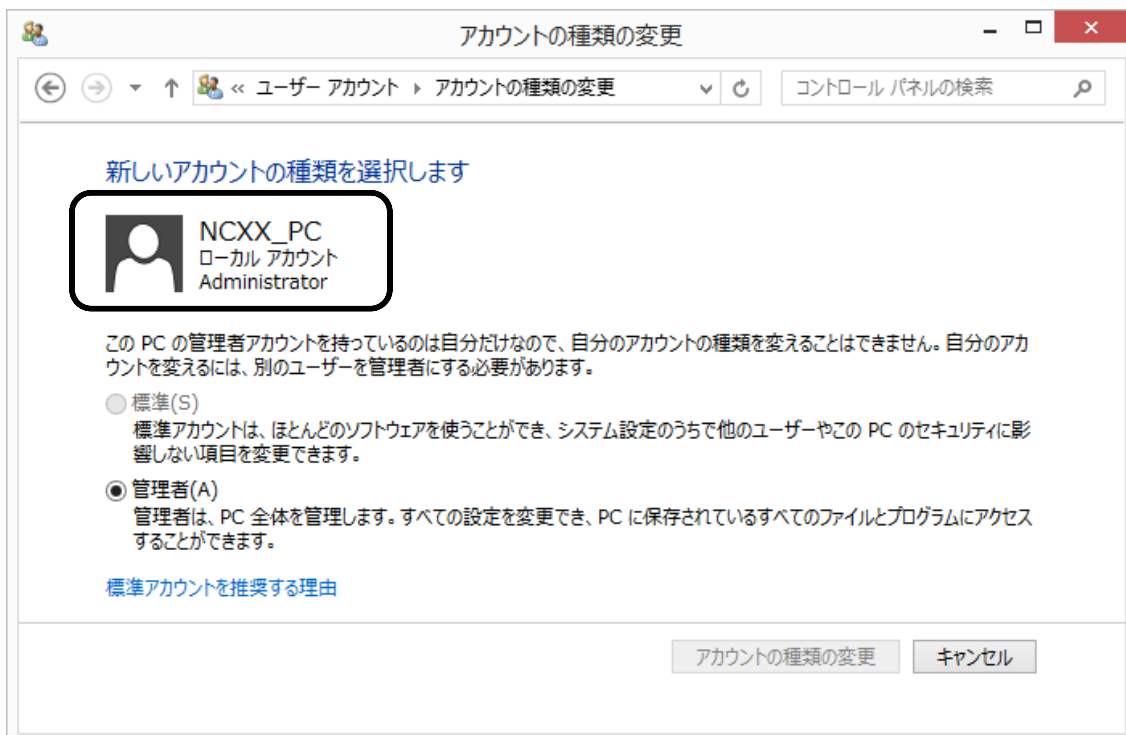 アカウントの種類の変更
« ユーザー アカウント ▸ アカウントの種類の変更
コントロール パネルの検索
新しいアカウントの種類を選択します
NCXX_PC
ローカル アカウント
Administrator
この PC の管理者アカウントを持っているのは自分だけなので、自分のアカウントの種類を変えることはできません。自分のアカ
ウントを変えるには、別のユーザーを管理者にする必要があります。
標準(S)
標準アカウントは、ほとんどのソフトウェアを使うことができ、システム設定のうちで他のユーザーやこの PC のセキュリティに影
響しない項目を変更できます。
管理者(A)
管理者は、PC 全体を管理します。すべての設定を変更でき、PC に保存されているすべてのファイルとプログラムにアクセス
することができます。
標準アカウントを推奨する理由
アカウントの種類の変更
キャンセル